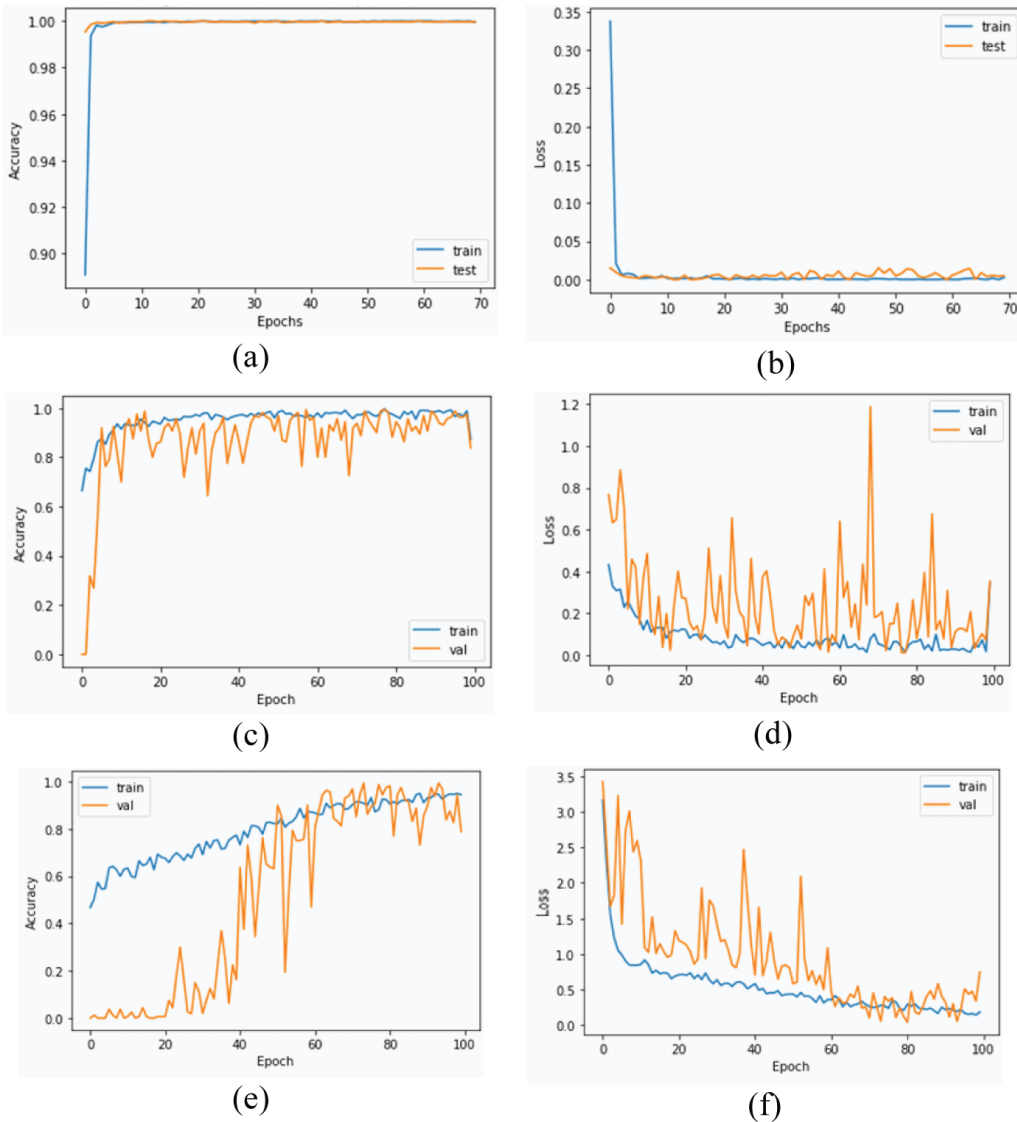 1.00
0.98
0.96
0.94
0.92
0.90
Accuracy
train
test
0 10 20 30 40 50 60 70
Epochs
(a)
0.35
0.30
0.25
0.20
0.15
0.10
0.05
0.00
Loss
train
test
0 10 20 30 40 50 60 70
Epochs
(b)
1.0
0.8
0.6
0.4
0.2
0.0
Accuracy
train
val
0 20 40 60 80 100
Epoch
(c)
1.2
1.0
0.8
0.6
0.4
0.2
0.0
Loss
train
val
0 20 40 60 80 100
Epoch
(d)
1.0
0.8
0.6
0.4
0.2
0.0
Accuracy
train
val
0 20 40 60 80 100
Epoch
(e)
3.5
3.0
2.5
2.0
1.5
1.0
0.5
0.0
Loss
train
val
0 20 40 60 80 100
Epoch
(f)